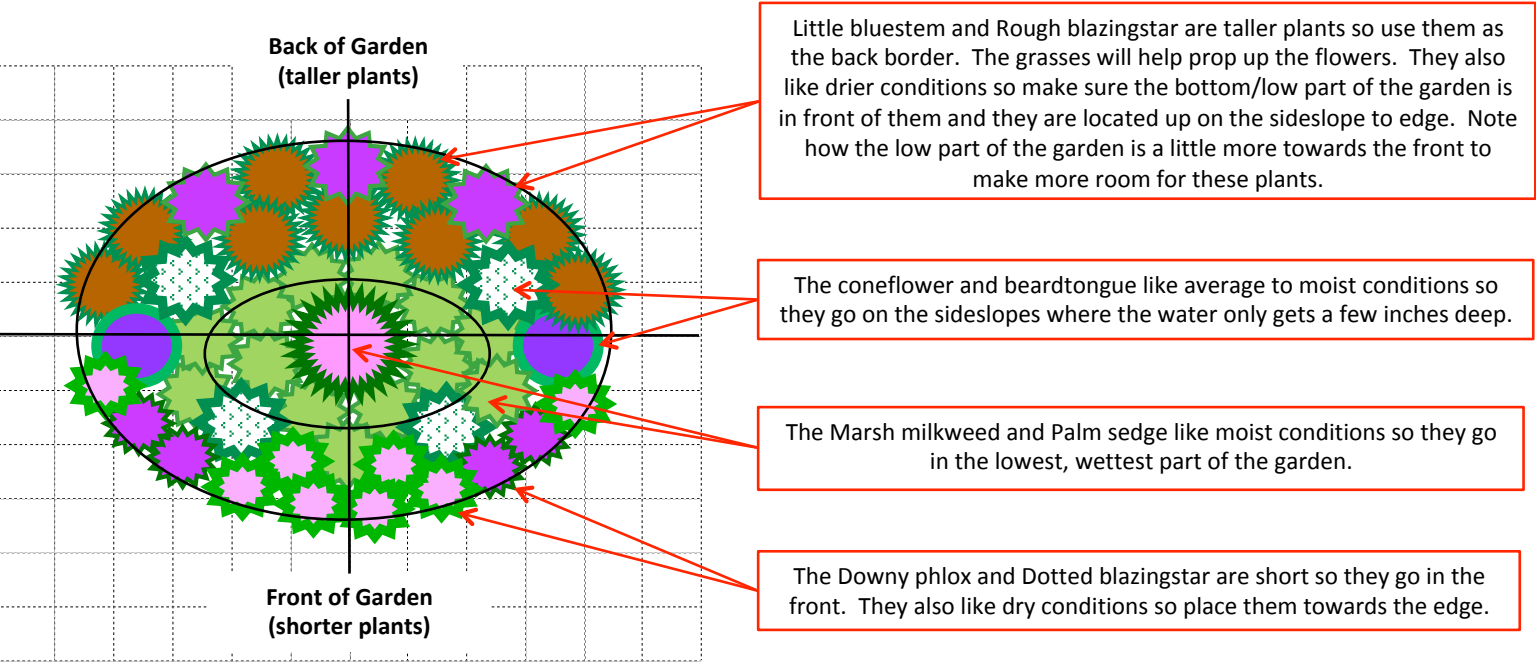 Back of Garden
(taller plants)
Little bluestem and Rough blazingstar are taller plants so use them as
the back border.  The grasses will help prop up the flowers.  They also
like drier conditions so make sure the bottom/low part of the garden is
in front of them and they are located up on the sideslope to edge.  Note
how the low part of the garden is a little more towards the front to
make more room for these plants.
The coneflower and beardtongue like average to moist conditions so
they go on the sideslopes where the water only gets a few inches deep.
The Marsh milkweed and Palm sedge like moist conditions so they go
in the lowest, wettest part of the garden.
The Downy phlox and Dotted blazingstar are short so they go in the
front.  They also like dry conditions so place them towards the edge.
Front of Garden
(shorter plants)